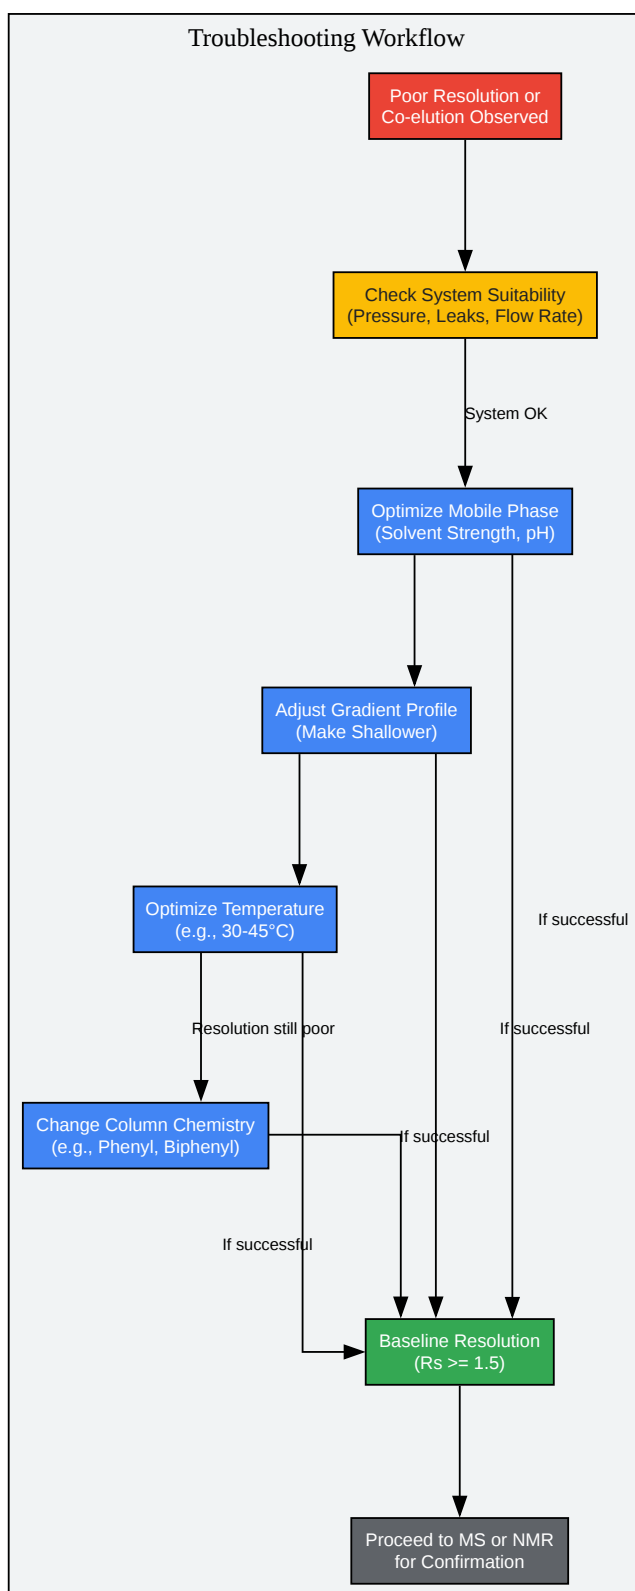 Troubleshooting Workflow
Poor Resolution or
Co-elution Observed
Check System Suitability
(Pressure, Leaks, Flow Rate)
System OK
Optimize Mobile Phase
(Solvent Strength, pH)
Adjust Gradient Profile
(Make Shallower)
Optimize Temperature
(e.g., 30-45°C)
If successful
Resolution still poor
If successful
Change Column Chemistry
(e.g., Phenyl, Biphenyl)
If successful
If successful
Baseline Resolution
(Rs >= 1.5)
Proceed to MS or NMR
for Confirmation